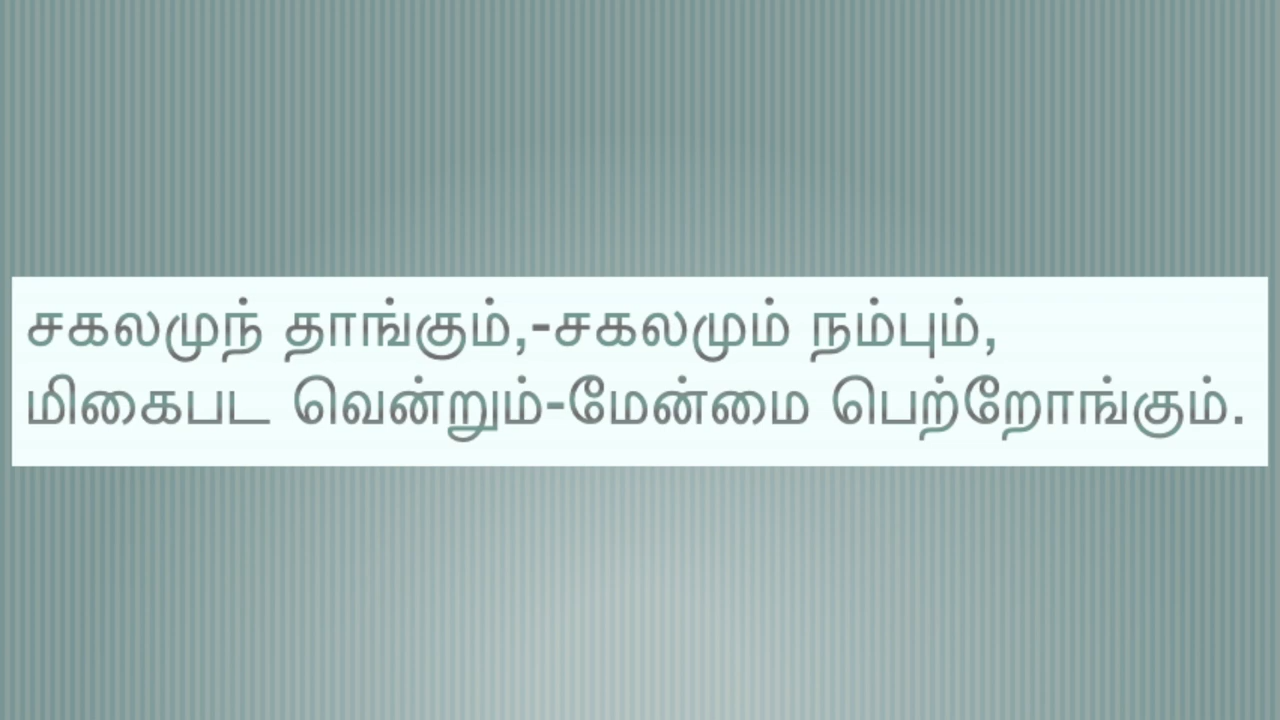 சகலமுந் தாங்கும்,-சகலமும் நம்பும்,
மிகைபட வென்றும்-மேன்மை பெற்றோங்கும்.